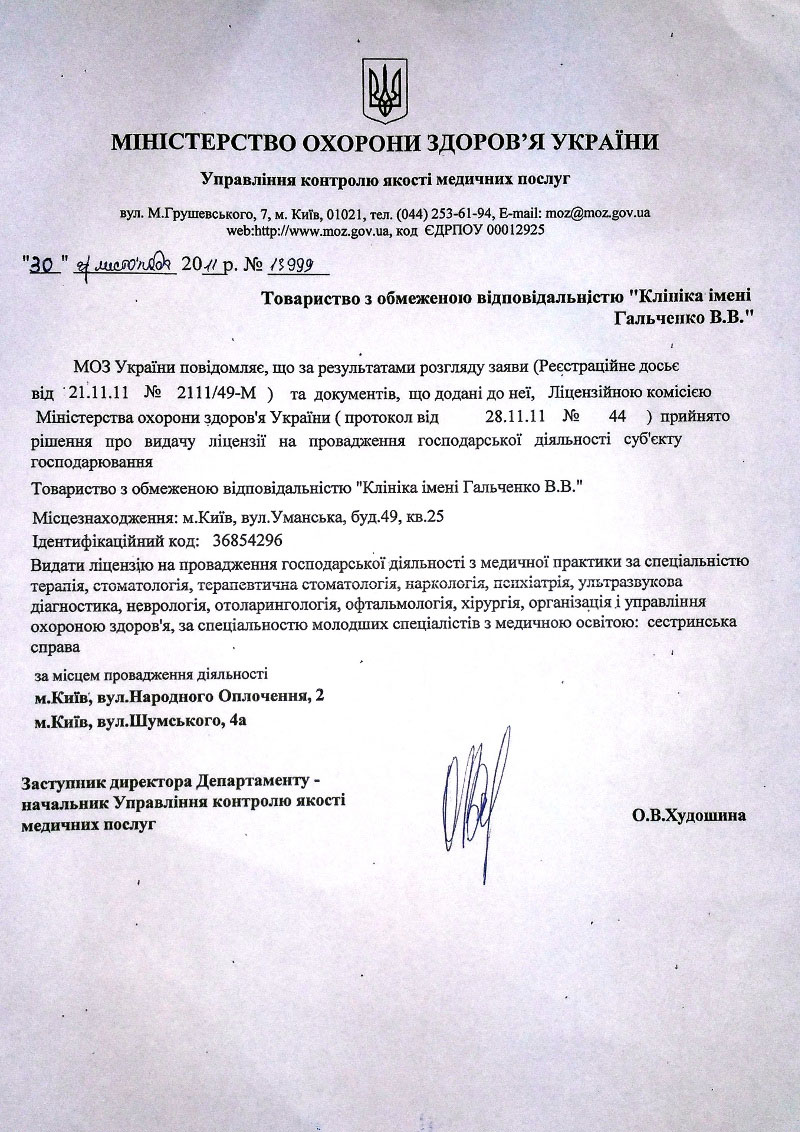 МІНІСТЕРСТВО ОХОРОНИ ЗДОРОВ’Я УКРАЇНИ
Управління контролю якості медичних послуг
вул. М.Грушевського, 7, м. Київ, 01021, тел. (044) 253-61-94, E-mail: moz@moz.gov.ua
web:http://www.moz.gov.ua, код ЄДРПОУ 00012925
"30" листопада 2011 р. № 13999
Товариство з обмеженою відповідальністю "Клініка імені
Гальченко В.В."
МОЗ України повідомляє, що за результатами розгляду заяви (Реєстраційне досьє
від 21.11.11 № 2111/49-М ) та документів, що додані до неї, Ліцензійною комісією
Міністерства охорони здоров'я України ( протокол від 28.11.11 № 44 ) прийнято
рішення про видачу ліцензії на провадження господарської діяльності суб'єкту
господарювання
Товариство з обмеженою відповідальністю "Клініка імені Гальченко В.В."
Місцезнаходження: м.Київ, вул.Уманська, буд.49, кв.25
Ідентифікаційний код: 36854296
Видати ліцензію на провадження господарської діяльності з медичної практики за спеціальністю
терапія, стоматологія, терапевтична стоматологія, наркологія, психіатрія, ультразвукова
діагностика, неврологія, отоларингологія, офтальмологія, хірургія, організація і управління
охороною здоров'я, за спеціальностю молодших спеціалістів з медичною освітою: сестринська
справа
за місцем провадження діяльності
м.Київ, вул.Народного Оплочення, 2
м.Київ, вул.Шумського, 4а
Заступник директора Департаменту -
начальник Управління контролю якості
медичних послуг
О.В.Худошина